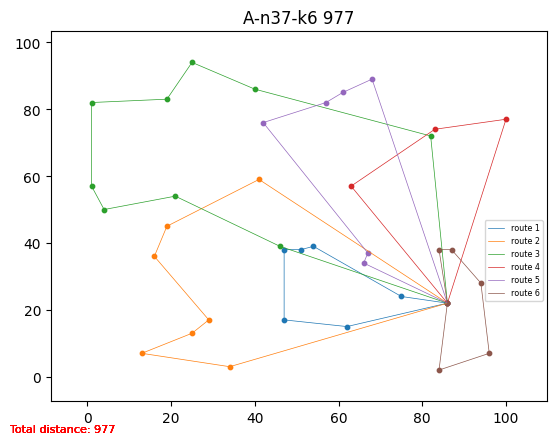 A-n37-k6 977
100
80
60
40
20
0
route 1
route 2
route 3
route 4
route 5
route 6
0 20 40 60 80 100
Total distance: 977